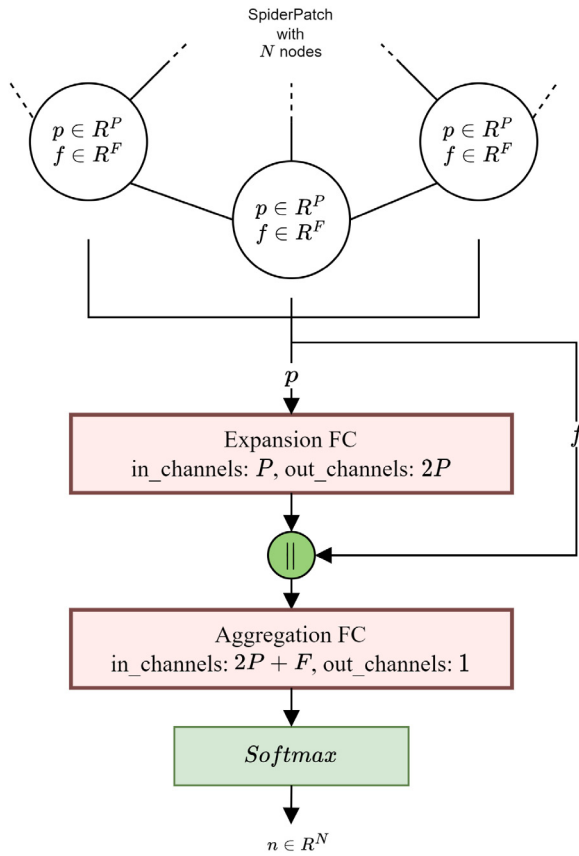 SpiderPatch
with
N nodes
p ∈ R^P
f ∈ R^F
p ∈ R^P
f ∈ R^F
p ∈ R^P
f ∈ R^F
p
f
Expansion FC
in_channels: P, out_channels: 2P
||
Aggregation FC
in_channels: 2P + F, out_channels: 1
Softmax
n ∈ R^N